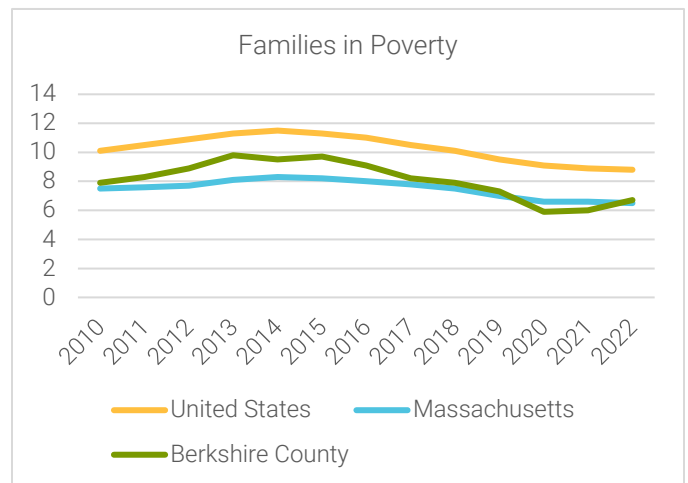 Families in Poverty
14
12
10
8
6
4
2
0
2010 2011 2012 2013 2014 2015 2016 2017 2018 2019 2020 2021 2022
United States Massachusetts
Berkshire County